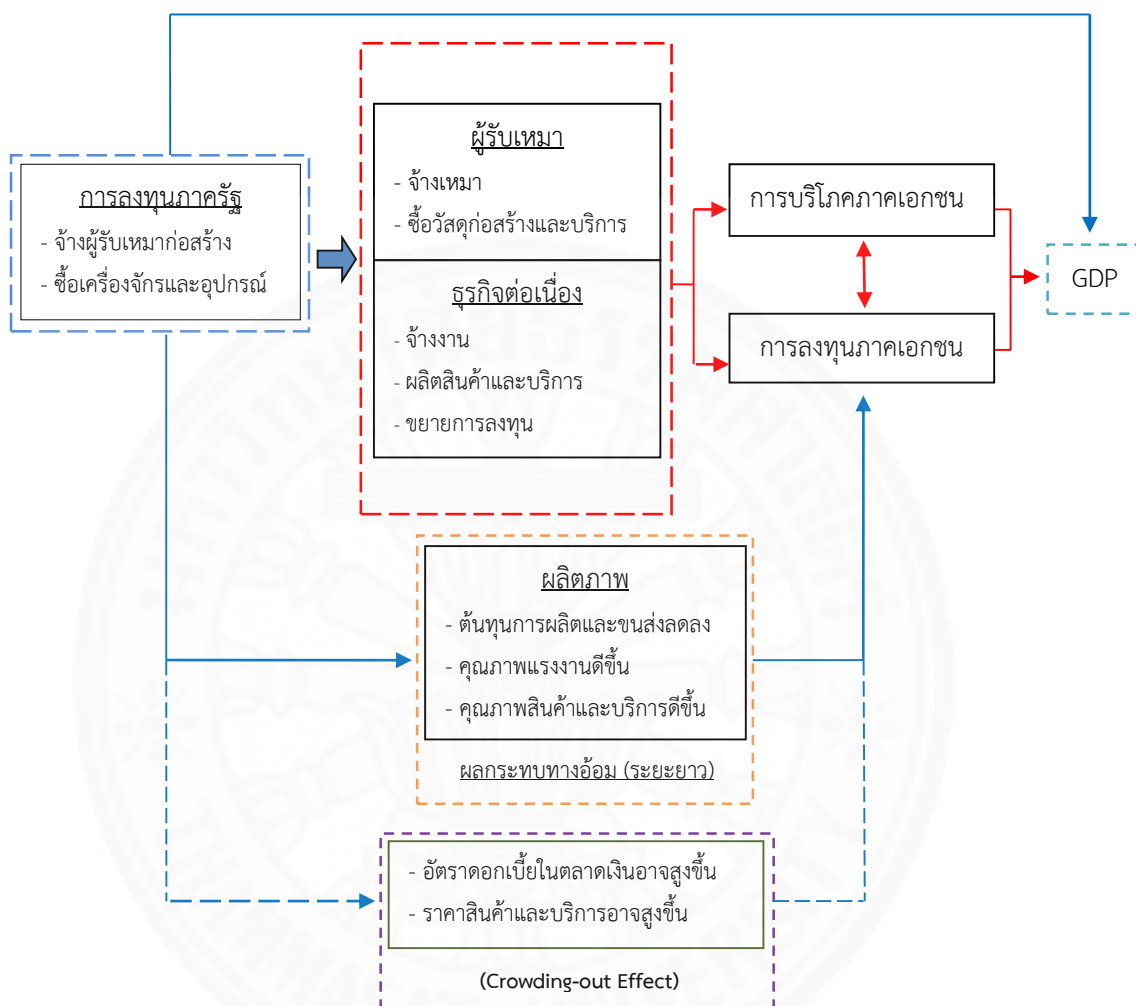 การลงทุนภาครัฐ
- จ้างผู้รับเหมาก่อสร้าง
- ซื้อเครื่องจักรและอุปกรณ์
ผู้รับเหมา
- จ้างเหมา
- ซื้อวัสดุก่อสร้างและบริการ
ธุรกิจต่อเนื่อง
- จ้างงาน
- ผลิตสินค้าและบริการ
- ขยายการลงทุน
การบริโภคภาคเอกชน
การลงทุนภาคเอกชน
GDP
ผลิตภาพ
- ต้นทุนการผลิตและขนส่งลดลง
- คุณภาพแรงงานดีขึ้น
- คุณภาพสินค้าและบริการดีขึ้น
ผลกระทบทางอ้อม (ระยะยาว)
- อัตราดอกเบี้ยในตลาดเงินอาจสูงขึ้น
- ราคาสินค้าและบริการอาจสูงขึ้น
(Crowding-out Effect)